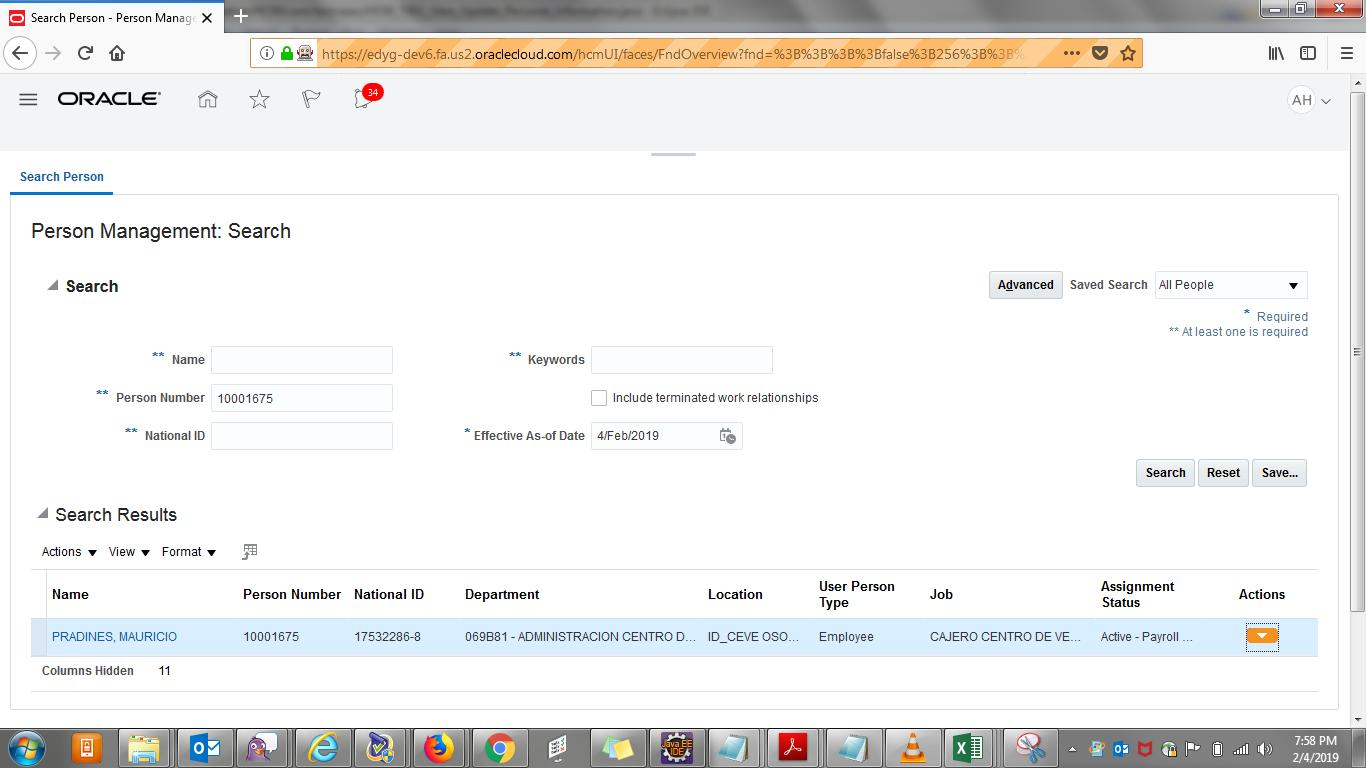 Search Person - Person Manage
https://edyg-dev6.fa.us2.oraclecloud.com/hcmUI/faces/FndOverview?fnd=%3B%3B%3B%3Bfalse%3B256%3B%3B%
ORACLE
34
AH
Search Person
Person Management: Search
Search
Advanced Saved Search All People
* Required
** At least one is required
** Name
** Keywords
** Person Number 10001675
Include terminated work relationships
** National ID
* Effective As-of Date 4/Feb/2019
Search Reset Save...
Search Results
Actions View Format
Name Person Number National ID Department Location User Person Type Job Assignment Status Actions
PRADINES, MAURICIO 10001675 17532286-8 069B81 - ADMINISTRACION CENTRO D... ID_CEVE OSO... Employee CAJERO CENTRO DE VE... Active - Payroll ...
Columns Hidden 11
Java EE
IDE
7:58 PM
2/4/2019